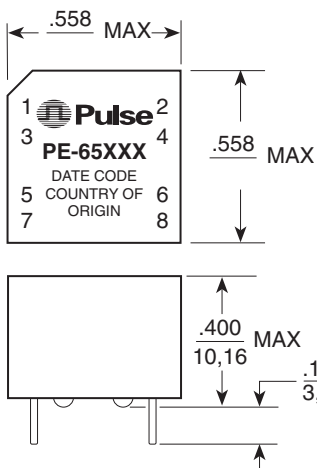 .558 MAX
1 Pulse 2
3 4
PE-65XXX
.558 MAX
DATE CODE
5 COUNTRY OF 6
7 ORIGIN 8
.400 MAX
10,16